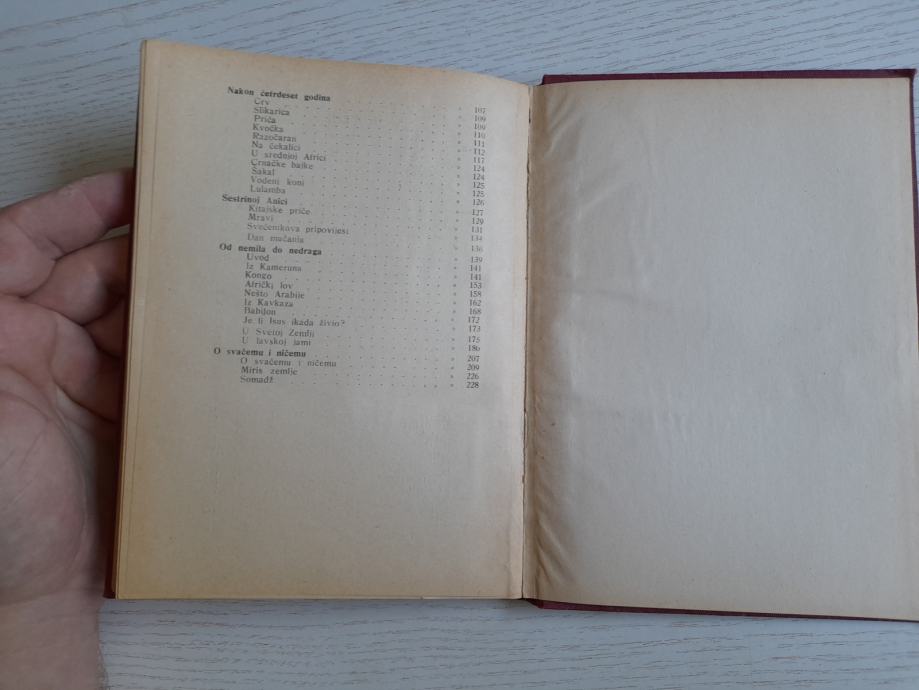 Nakon četrdeset godina . . . . . . . . » 107
Crv . . . . . . . . » 109
Slikarica . . . . . . . . » 109
Priča . . . . . . . . » 110
Kvočka . . . . . . . . » 111
Razočaran . . . . . . . . » 112
Na čekalici . . . . . . . . » 117
U srednjoj Africi . . . . . . . . » 124
Crnačke bajke . . . . . . . . » 124
Šakal . . . . . . . . » 125
Vodeni konj . . . . . . . . » 125
Lulamba . . . . . . . . » 126
Sestrinoj Anici . . . . . . . . » 127
Kitajske priče . . . . . . . . » 129
Mravi . . . . . . . . » 131
Svećenikova pripovijest . . . . . . . . » 134
Dan mačania . . . . . . . . » 136
Od nemila do nedraga . . . . . . . . » 139
Uvod . . . . . . . . » 141
Iz Kameruna . . . . . . . . » 141
Kongo . . . . . . . . » 153
Afrički lov . . . . . . . . » 158
Nešto Arabije . . . . . . . . » 162
Iz Kavkaza . . . . . . . . » 168
Babilon . . . . . . . . » 172
Je li Isus ikada živio? . . . . . . . . » 173
U Svetoj Zemlji . . . . . . . . » 175
U lavskoj jami . . . . . . . . » 186
O svačemu i ničemu . . . . . . . . » 207
O svačemu i ničemu . . . . . . . . » 209
Miris zemlje . . . . . . . . » 226
Somadž . . . . . . . . » 228